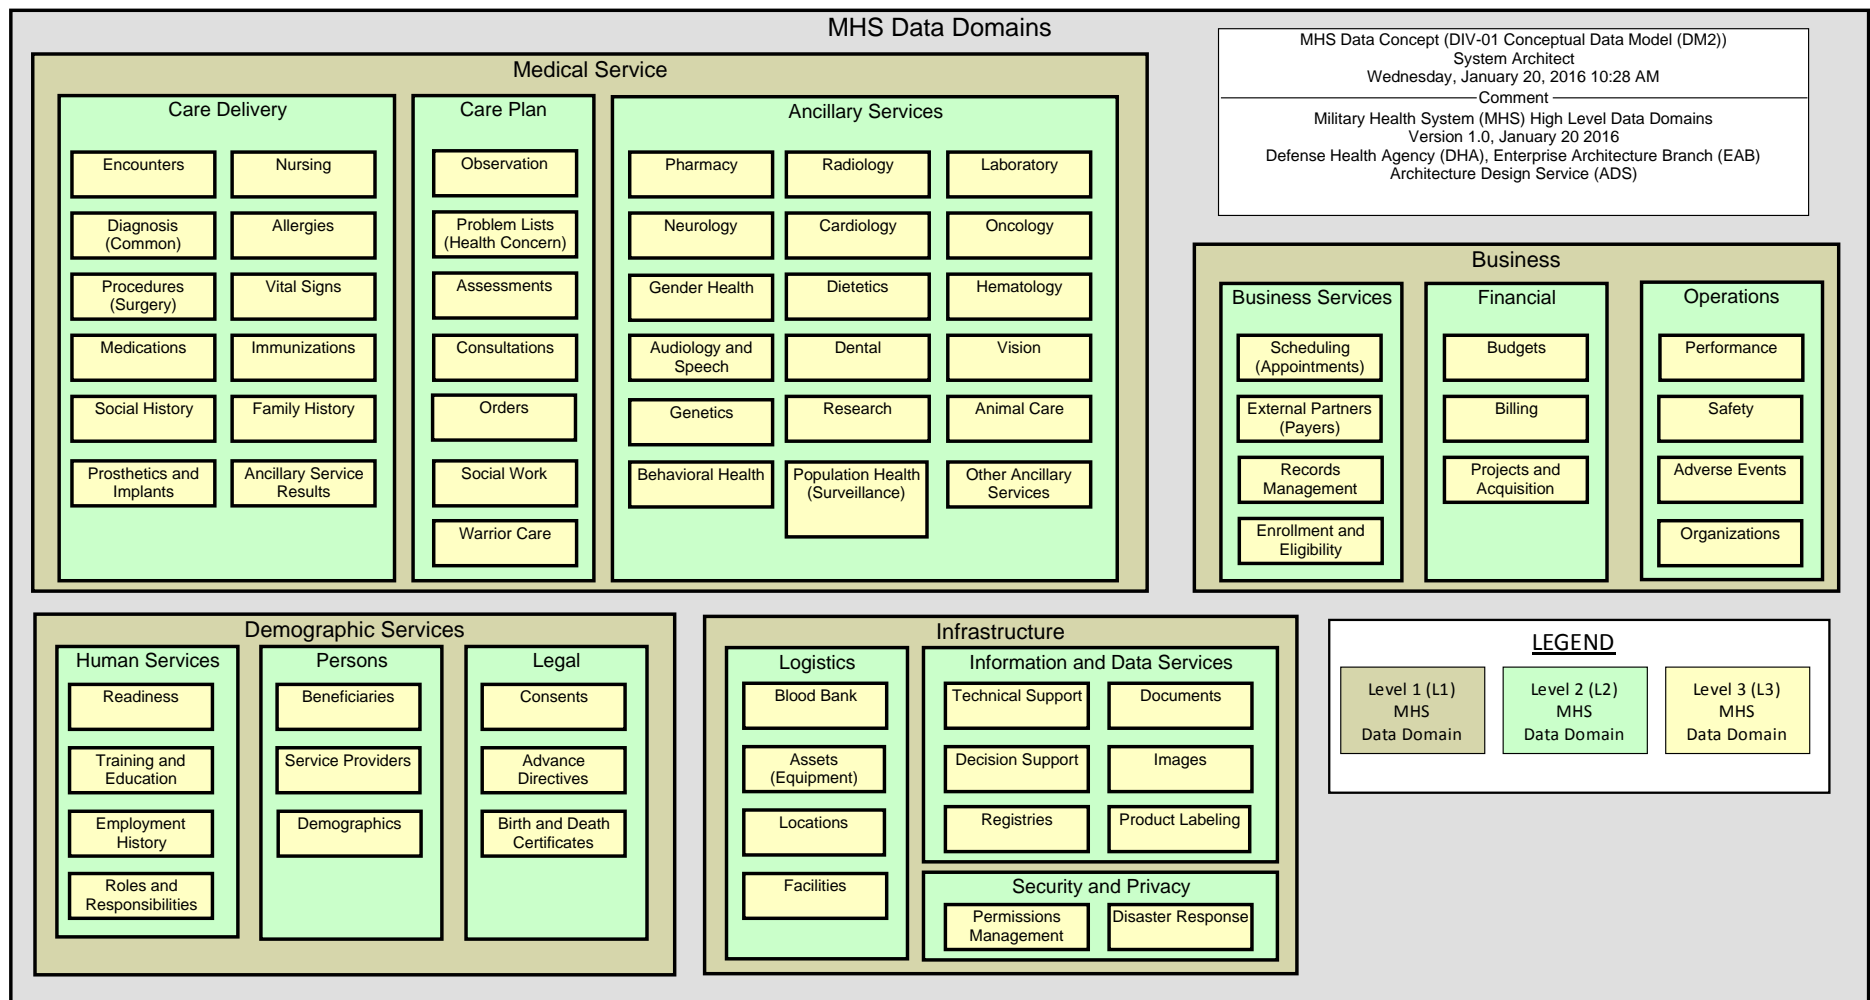 MHS Data Domains
MHS Data Concept (DIV-01 Conceptual Data Model (DM2))
System Architect
Wednesday, January 20, 2016 10:28 AM
Comment
Military Health System (MHS) High Level Data Domains
Version 1.0, January 20 2016
Defense Health Agency (DHA), Enterprise Architecture Branch (EAB)
Architecture Design Service (ADS)
Medical Service
Care Delivery
Encounters
Nursing
Diagnosis
(Common)
Allergies
Procedures
(Surgery)
Vital Signs
Medications
Immunizations
Social History
Family History
Prosthetics and
Implants
Ancillary Service
Results
Care Plan
Observation
Problem Lists
(Health Concern)
Assessments
Consultations
Orders
Social Work
Warrior Care
Ancillary Services
Pharmacy
Radiology
Laboratory
Neurology
Cardiology
Oncology
Gender Health
Dietetics
Hematology
Audiology and
Speech
Dental
Vision
Genetics
Research
Animal Care
Behavioral Health
Population Health
(Surveillance)
Other Ancillary
Services
Business
Business Services
Scheduling
(Appointments)
External Partners
(Payers)
Records
Management
Enrollment and
Eligibility
Financial
Budgets
Billing
Projects and
Acquisition
Operations
Performance
Safety
Adverse Events
Organizations
Demographic Services
Human Services
Readiness
Training and
Education
Employment
History
Roles and
Responsibilities
Persons
Beneficiaries
Service Providers
Demographics
Legal
Consents
Advance
Directives
Birth and Death
Certificates
Infrastructure
Logistics
Blood Bank
Assets
(Equipment)
Locations
Facilities
Information and Data Services
Technical Support
Documents
Decision Support
Images
Registries
Product Labeling
Security and Privacy
Permissions
Management
Disaster Response
LEGEND
Level 1 (L1)
MHS
Data Domain
Level 2 (L2)
MHS
Data Domain
Level 3 (L3)
MHS
Data Domain